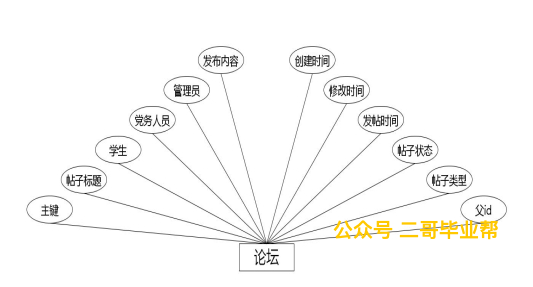 发布内容
创建时间
管理员
修改时间
党务人员
发帖时间
学生
帖子状态
帖子标题
帖子类型
主键
父id
公众号 二哥毕业帮
论坛